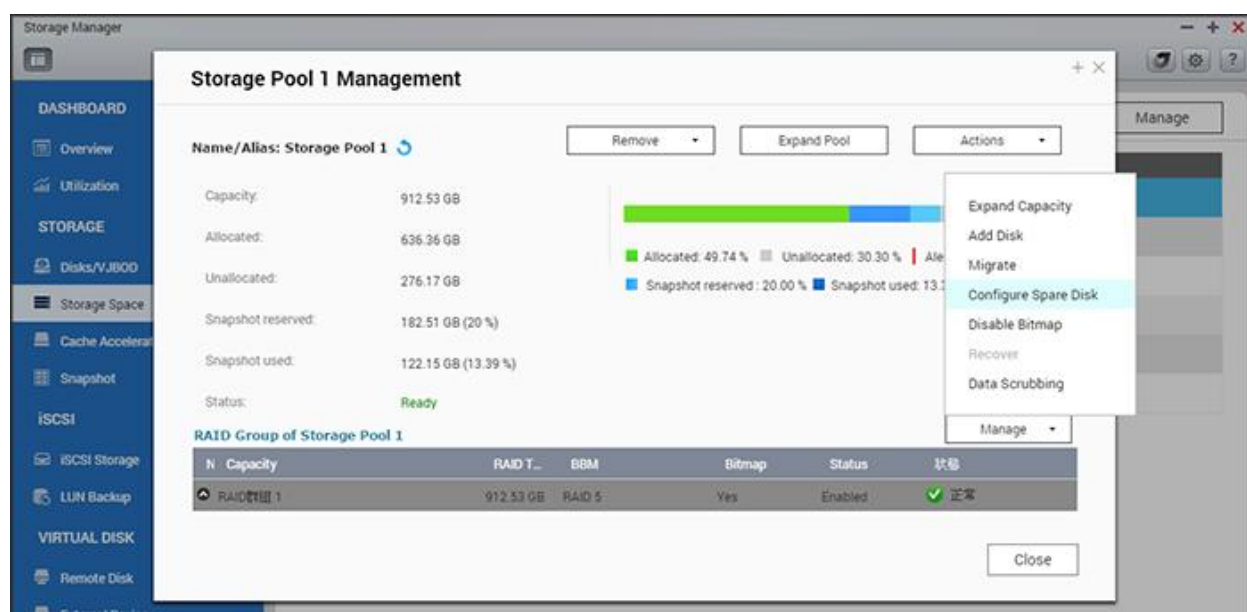 Storage Manager
Storage Pool 1 Management
DASHBOARD
Manage
Overview
Name/Alias: Storage Pool 1
Remove
Expand Pool
Actions
Utilization
Capacity:
912.53 GB
Expand Capacity
STORAGE
Allocated:
636.36 GB
Add Disk
Allocated: 49.74 %
Unallocated: 30.30 %
Ale
Disks/VJBOD
Migrate
Unallocated:
276.17 GB
Snapshot reserved : 20.00 %
Snapshot used: 13.3
Configure Spare Disk
Storage Space
Snapshot reserved:
182.51 GB (20 %)
Disable Bitmap
Cache Accelerat
Recover
Snapshot used:
122.15 GB (13.39 %)
Snapshot
Data Scrubbing
Status:
Ready
iSCSI
Manage
RAID Group of Storage Pool 1
iSCSI Storage
N Capacity RAID T... BBM Bitmap Status 狀態
LUN Backup
RAID群組 1 912.53 GB RAID 5 Yes Enabled 正常
VIRTUAL DISK
Close
Remote Disk